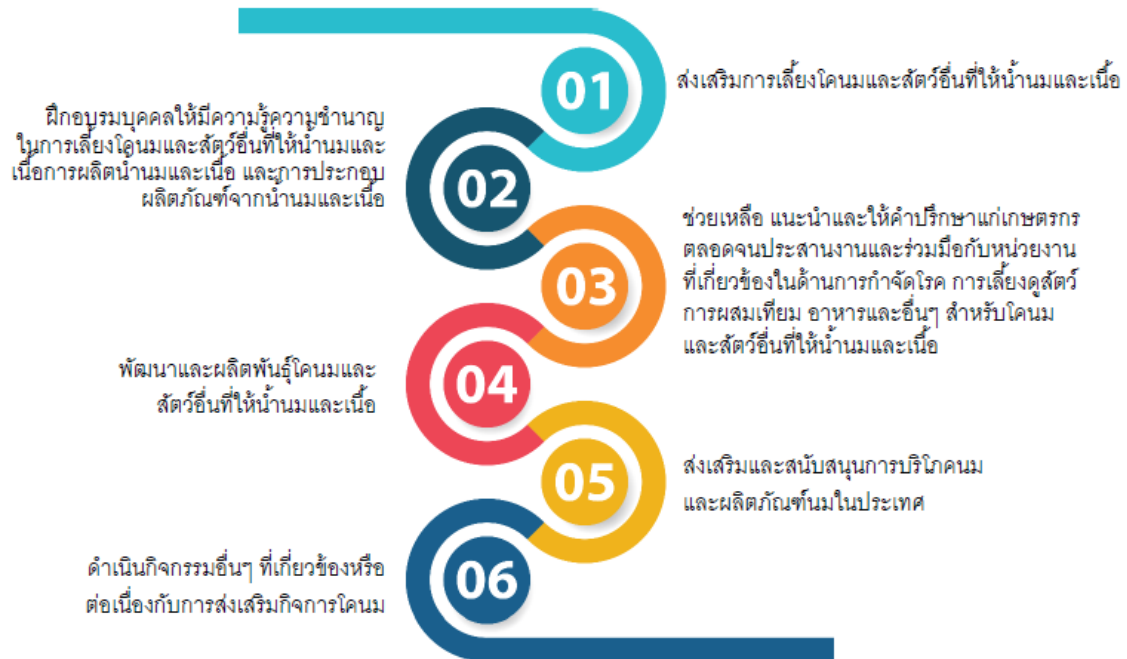 01
ส่งเสริมการเลี้ยงโคนมและสัตว์อื่นที่ให้น้ำนมและเนื้อ
ฝึกอบรมบุคคลให้มีความรู้ความชำนาญ
ในการเลี้ยงโคนมและสัตว์อื่นที่ให้น้ำนมและ
เนื้อการผลิตน้ำนมและเนื้อ และการประกอบ
ผลิตภัณฑ์จากน้ำนมและเนื้อ
02
03
ช่วยเหลือ แนะนำและให้คำปรึกษาแก่เกษตรกร
ตลอดจนประสานงานและร่วมมือกับหน่วยงาน
ที่เกี่ยวข้องในด้านการกำจัดโรค การเลี้ยงดูสัตว์
การผสมเทียม อาหารและอื่นๆ สำหรับโคนม
และสัตว์อื่นที่ให้น้ำนมและเนื้อ
พัฒนาและผลิตพันธุ์โคนมและ
สัตว์อื่นที่ให้น้ำนมและเนื้อ
04
05
ส่งเสริมและสนับสนุนการบริโภคนม
และผลิตภัณฑ์นมในประเทศ
ดำเนินกิจกรรมอื่นๆ ที่เกี่ยวข้องหรือ
ต่อเนื่องกับการส่งเสริมกิจการโคนม
06